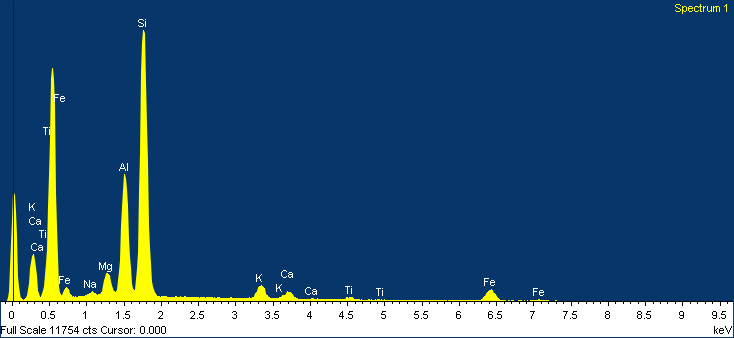 Spectrum 1
Si
Fe
Ti
Al
K
Ca
Ti
Ca
Fe
Na
Mg
K
K
Ca
Ca
Ti
Ti
Fe
Fe
0 0.5 1 1.5 2 2.5 3 3.5 4 4.5 5 5.5 6 6.5 7 7.5 8 8.5 9 9.5
Full Scale 11754 cts Cursor: 0.000 keV